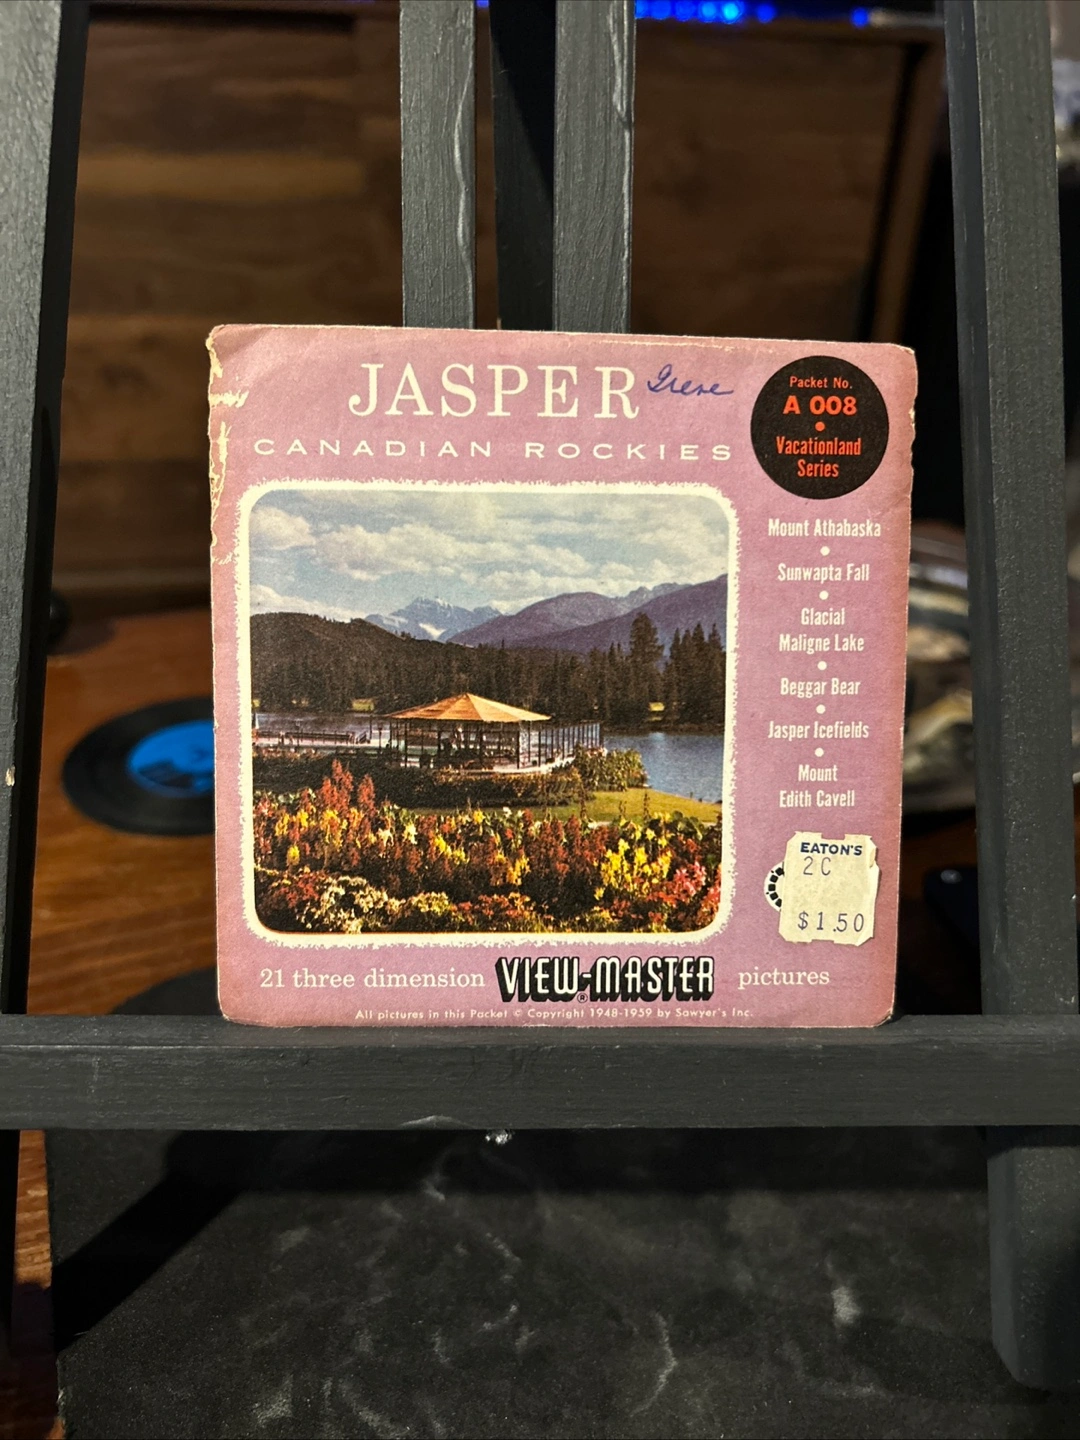 JASPER
Irene
CANADIAN ROCKIES
Packet No.
A 008
Vacationland
Series
Mount Athabaska
Sunwapta Fall
Glacial
Maligne Lake
Beggar Bear
Jasper Icefields
Mount
Edith Cavell
EATON'S
2 C
$1.50
21 three dimension VIEW-MASTER® pictures
All pictures in this Packet © Copyright 1948-1959 by Sawyer's Inc.